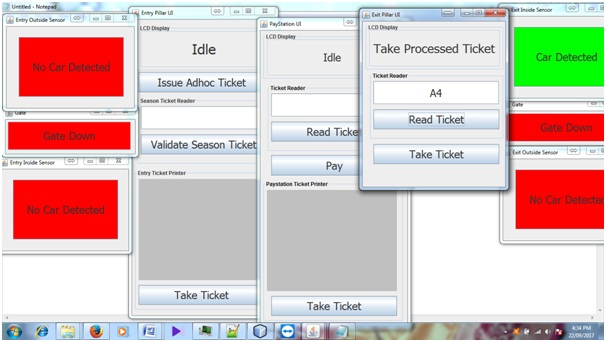 Untitled - Notepad
Entry Outside Sensor
No Car Detected
Gate
Gate Down
Entry Inside Sensor
No Car Detected
Entry Pillar UI
LCD Display
Idle
Issue Adhoc Ticket
Season Ticket Reader
Validate Season Ticket
Entry Ticket Printer
Take Ticket
PayStation UI
LCD Display
Idle
Ticket Reader
Read Ticke
Pay
Paystation Ticket Printer
Take Ticket
Exit Pillar UI
LCD Display
Take Processed Ticket
Ticket Reader
A4
Read Ticket
Take Ticket
Exit Inside Sensor
Car Detected
Gate
Gate Down
Exit Outside Sensor
No Car Detected
4:34 PM
22/09/2017